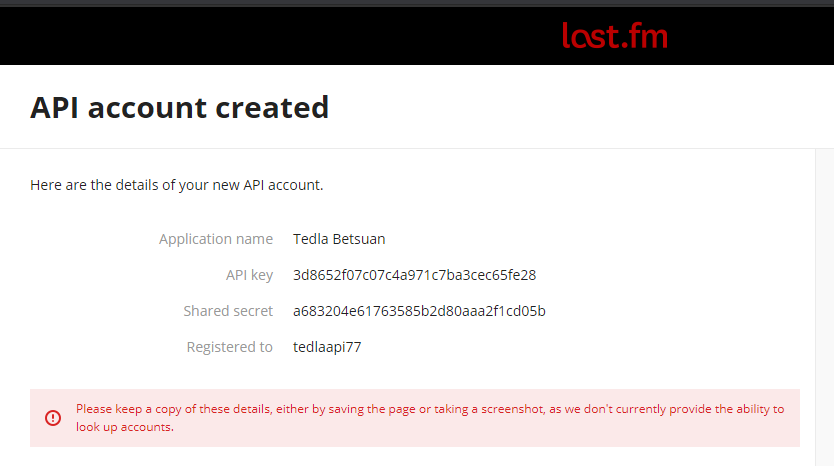 last.fm
API account created
Here are the details of your new API account.
Application name Tedla Betsuan
API key 3d8652f07c07c4a971c7ba3cec65fe28
Shared secret a683204e61763585b2d80aaa2f1cd05b
Registered to tedlaapi77
Please keep a copy of these details, either by saving the page or taking a screenshot, as we don't currently provide the ability to
look up accounts.